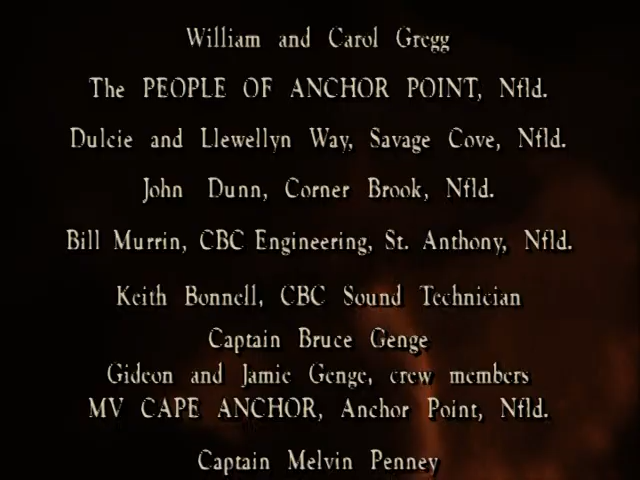 William and Carol Gregg
The PEOPLE OF ANCHOR POINT, Nfld.
Dulcie and Llewellyn Way, Savage Cove, Nfld.
John Dunn, Corner Brook, Nfld.
Bill Murrin, CBC Engineering, St. Anthony, Nfld.
Keith Bonnell, CBC Sound Technician
Captain Bruce Genge
Gideon and Jamie Genge, crew members
MV CAPE ANCHOR, Anchor Point, Nfld.
Captain Melvin Penney